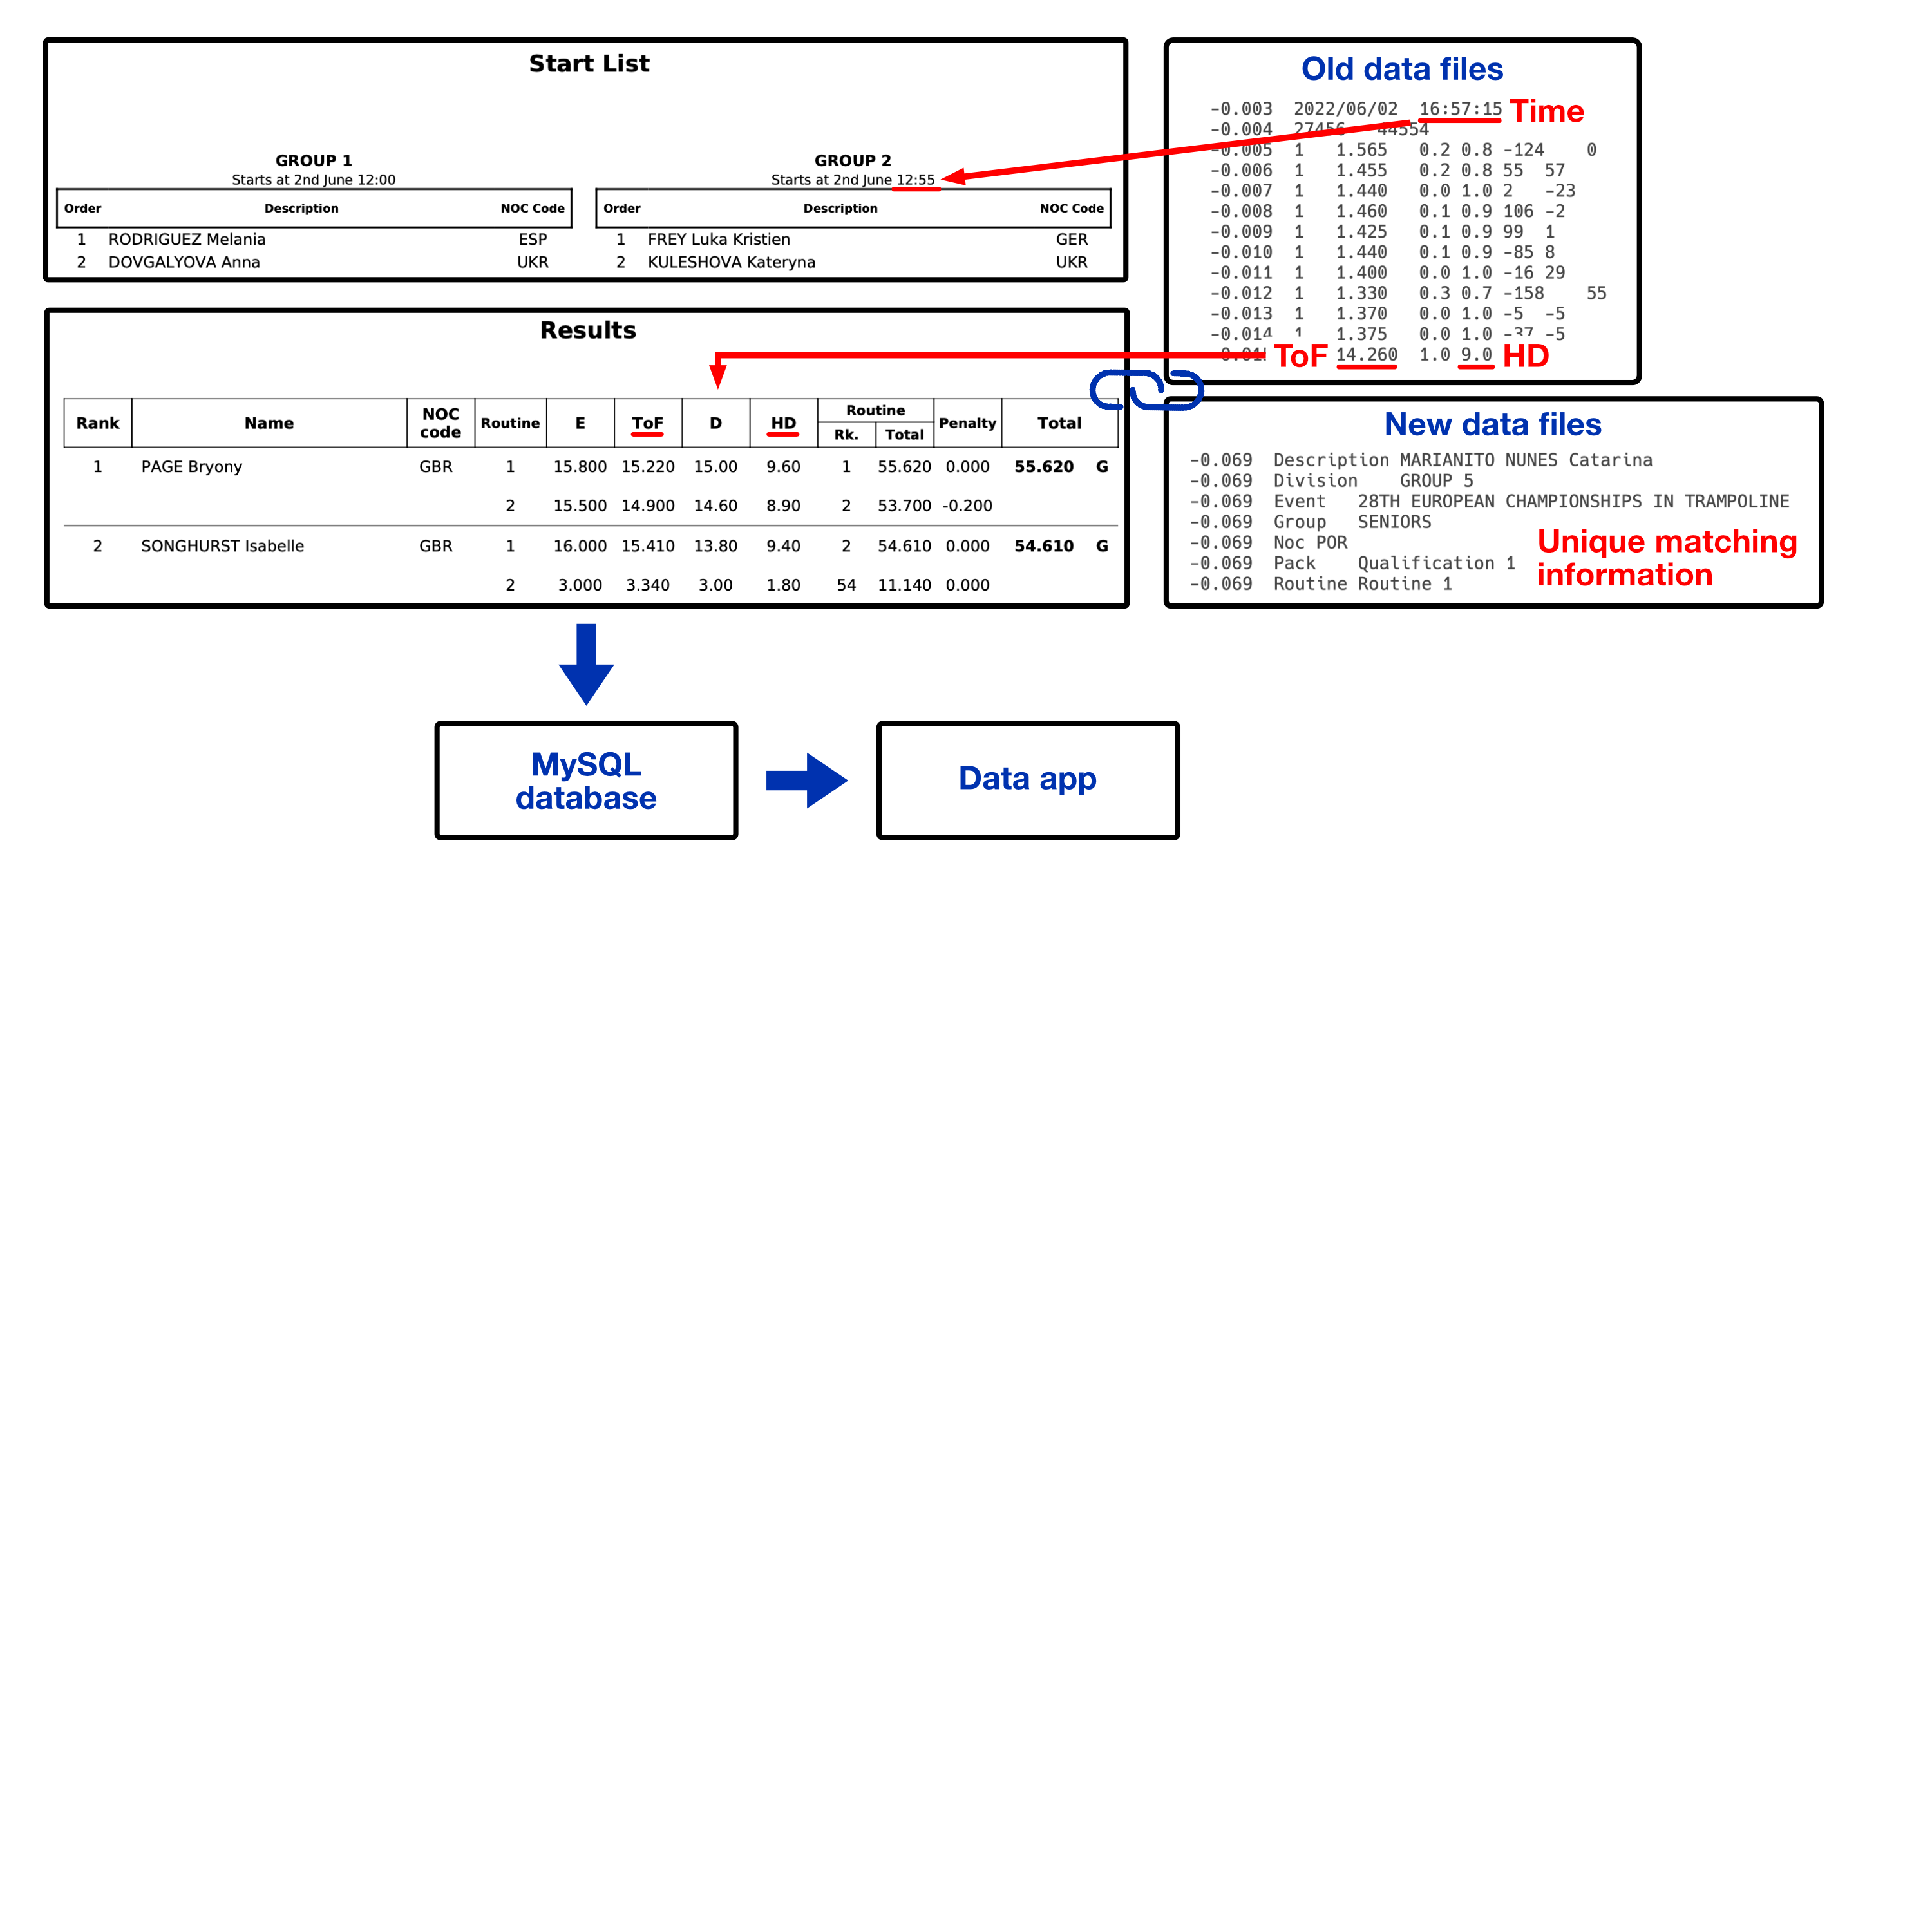 Start List
GROUP 1
Starts at 2nd June 12:00
Order Description NOC Code
1 RODRIGUEZ Melania ESP
2 DOVGALYOVA Anna UKR
GROUP 2
Starts at 2nd June 12:55
Order Description NOC Code
1 FREY Luka Kristien GER
2 KULESHOVA Kateryna UKR
Old data files
-0.003 2022/06/02 16:57:15 Time
-0.004 27456 44554
-0.005 1 1.565 0.2 0.8 -124 0
-0.006 1 1.455 0.2 0.8 55 57
-0.007 1 1.440 0.0 1.0 2 -23
-0.008 1 1.460 0.1 0.9 106 -2
-0.009 1 1.425 0.1 0.9 99 1
-0.010 1 1.440 0.1 0.9 -85 8
-0.011 1 1.400 0.0 1.0 -16 29
-0.012 1 1.330 0.3 0.7 -158 55
-0.013 1 1.370 0.0 1.0 -5 -5
-0.014 1 1.375 0.0 1.0 -37 -5
ToF 14.260 1.0 9.0 HD
Results
Rank Name NOC code Routine E ToF D HD Routine Rk. Total Penalty Total
1 PAGE Bryony GBR 1 15.800 15.220 15.00 9.60 1 55.620 0.000 55.620 G
2 15.500 14.900 14.60 8.90 2 53.700 -0.200
2 SONGHURST Isabelle GBR 1 16.000 15.410 13.80 9.40 2 54.610 0.000 54.610 G
2 3.000 3.340 3.00 1.80 54 11.140 0.000
New data files
-0.069 Description MARIANITO NUNES Catarina
-0.069 Division GROUP 5
-0.069 Event 28TH EUROPEAN CHAMPIONSHIPS IN TRAMPOLINE
-0.069 Group SENIORS
-0.069 Noc POR
-0.069 Pack Qualification 1
-0.069 Routine Routine 1
Unique matching
information
MySQL
database
Data app